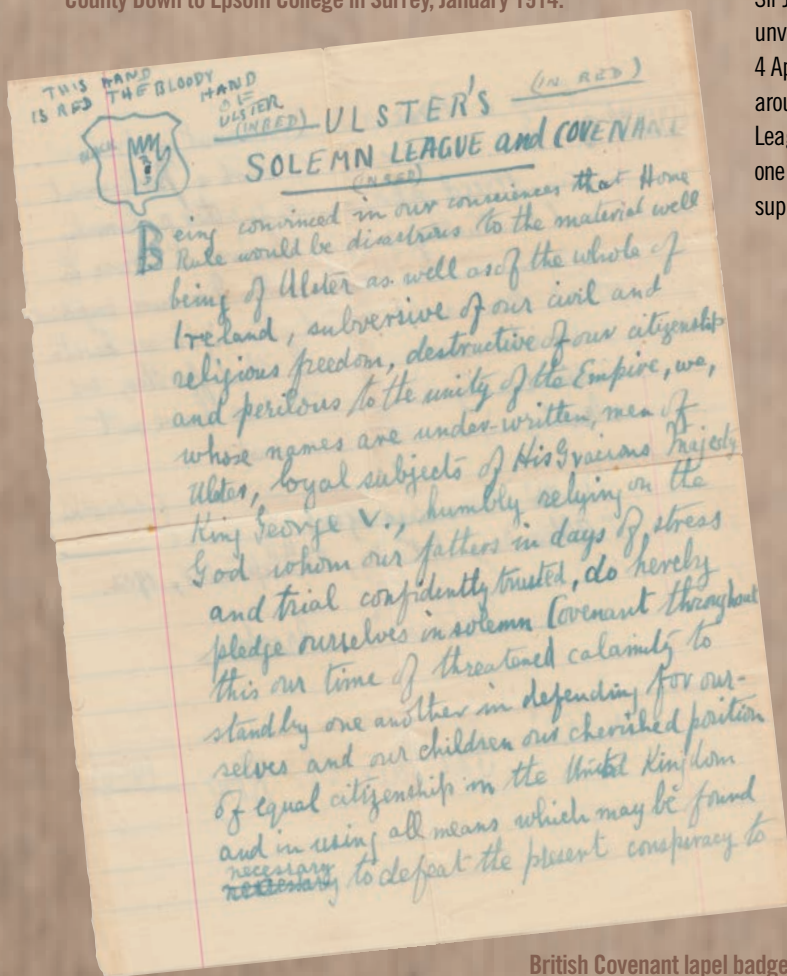 County Down to Epsom College in Surrey, January 1914.
THIS HAND
IS RED THE BLOODY
HAND
OF
ULSTER
(IN RED)
ULSTER'S
(IN RED)
SOLEMN LEAGUE and COVENANT
(IN RED)
Being convinced in our consciences that Home
Rule would be disastrous to the material well
being of Ulster as well as of the whole of
Ireland, subversive of our civil and
religious freedom, destructive of our citizenship
and perilous to the unity of the Empire, we,
whose names are under-written, men of
Ulster, loyal subjects of His Gracious Majesty
King George V., humbly relying on the
God whom our fathers in days of stress
and trial confidently trusted, do hereby
pledge ourselves in solemn Covenant throughout
this our time of threatened calamity to
stand by one another in defending for our-
selves and our children our cherished position
of equal citizenship in the United Kingdom
and in using all means which may be found
necessary
to defeat the present conspiracy to
British Covenant lapel badge
Sir J
unv
4 Ap
arou
Leag
one
sup